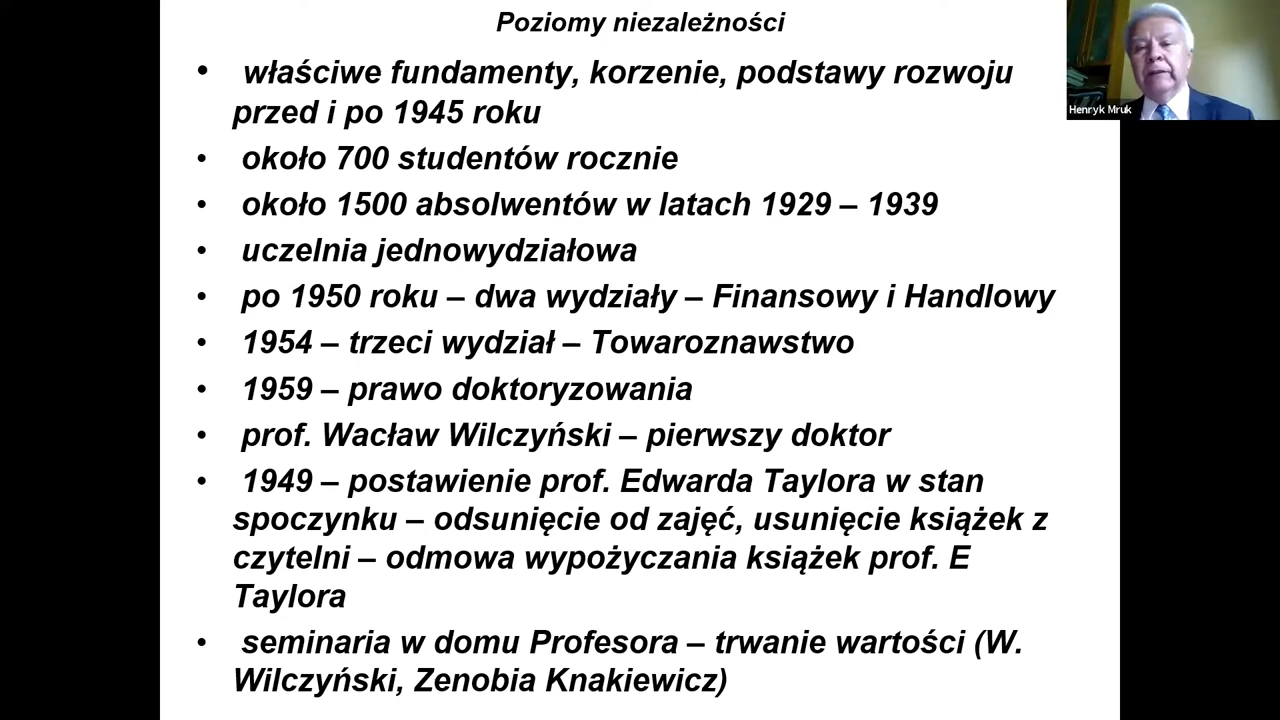 Poziomy niezależności
• właściwe fundamenty, korzenie, podstawy rozwoju
przed i po 1945 roku
• około 700 studentów rocznie
• około 1500 absolwentów w latach 1929 – 1939
• uczelnia jednowydziałowa
• po 1950 roku – dwa wydziały – Finansowy i Handlowy
• 1954 – trzeci wydział – Towaroznawstwo
• 1959 – prawo doktoryzowania
• prof. Wacław Wilczyński – pierwszy doktor
• 1949 – postawienie prof. Edwarda Taylora w stan
spoczynku – odsunięcie od zajęć, usunięcie książek z
czytelni – odmowa wypożyczania książek prof. E
Taylora
• seminaria w domu Profesora – trwanie wartości (W.
Wilczyński, Zenobia Knakiewicz)
Henryk Mruk